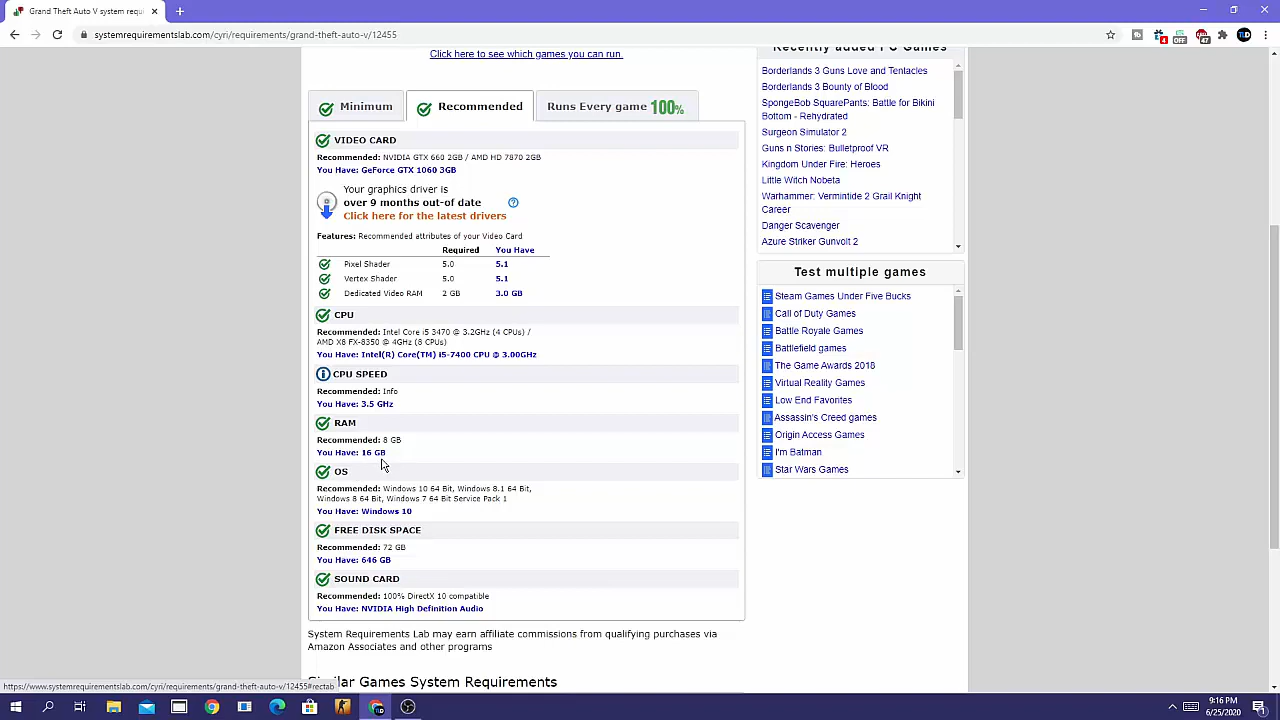 Grand Theft Auto V system requi
systemrequirementslab.com/cyri/requirements/grand-theft-auto-v/12455
Click here to see which games you can run.
Minimum
Recommended
Runs Every game 100%
VIDEO CARD
Recommended: NVIDIA GTX 660 2GB / AMD HD 7870 2GB
You Have: GeForce GTX 1060 3GB
Your graphics driver is
over 9 months out-of date
Click here for the latest drivers
Features: Recommended attributes of your Video Card
Required You Have
Pixel Shader 5.0 5.1
Vertex Shader 5.0 5.1
Dedicated Video RAM 2 GB 3.0 GB
CPU
Recommended: Intel Core i5 3470 @ 3.2GHz (4 CPUs) /
AMD X8 FX-8350 @ 4GHz (8 CPUs)
You Have: Intel(R) Core(TM) i5-7400 CPU @ 3.00GHz
CPU SPEED
Recommended: Info
You Have: 3.5 GHz
RAM
Recommended: 8 GB
You Have: 16 GB
OS
Recommended: Windows 10 64 Bit, Windows 8.1 64 Bit,
Windows 8 64 Bit, Windows 7 64 Bit Service Pack 1
You Have: Windows 10
FREE DISK SPACE
Recommended: 72 GB
You Have: 646 GB
SOUND CARD
Recommended: 100% DirectX 10 compatible
You Have: NVIDIA High Definition Audio
System Requirements Lab may earn affiliate commissions from qualifying purchases via
Amazon Associates and other programs
Similar Games System Requirements
Recently added PC Games
Borderlands 3 Guns Love and Tentacles
Borderlands 3 Bounty of Blood
SpongeBob SquarePants: Battle for Bikini
Bottom - Rehydrated
Surgeon Simulator 2
Guns n Stories: Bulletproof VR
Kingdom Under Fire: Heroes
Little Witch Nobeta
Warhammer: Vermintide 2 Grail Knight
Career
Danger Scavenger
Azure Striker Gunvolt 2
Test multiple games
Steam Games Under Five Bucks
Call of Duty Games
Battle Royale Games
Battlefield games
The Game Awards 2018
Virtual Reality Games
Low End Favorites
Assassin's Creed games
Origin Access Games
I'm Batman
Star Wars Games
https://www.systemrequirementslab.com/cyri/requirements/grand-theft-auto-v/12455#rectab
9:16 PM
6/25/2020